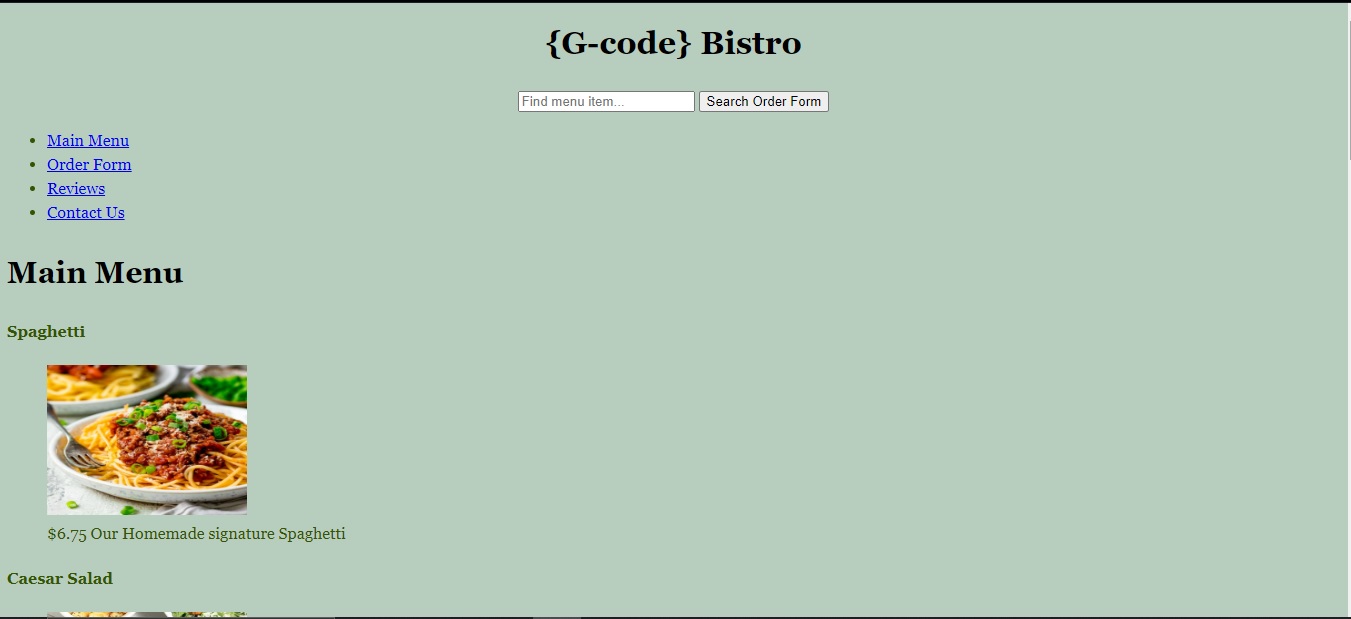 {G-code} Bistro
Find menu item... Search Order Form
Main Menu
Order Form
Reviews
Contact Us
Main Menu
Spaghetti
$6.75 Our Homemade signature Spaghetti
Caesar Salad